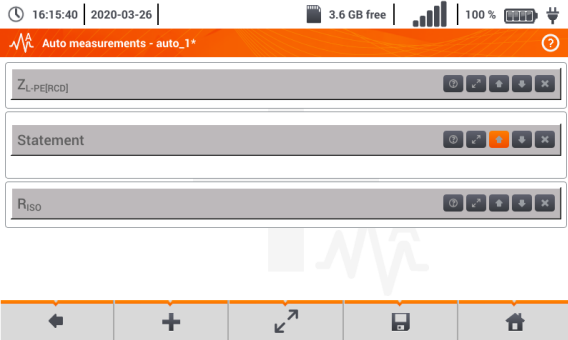 16:15:40 2020-03-26 3.6 GB free 100 %
Auto measurements - auto_1*
ZL-PE[RCD]
Statement
RISO